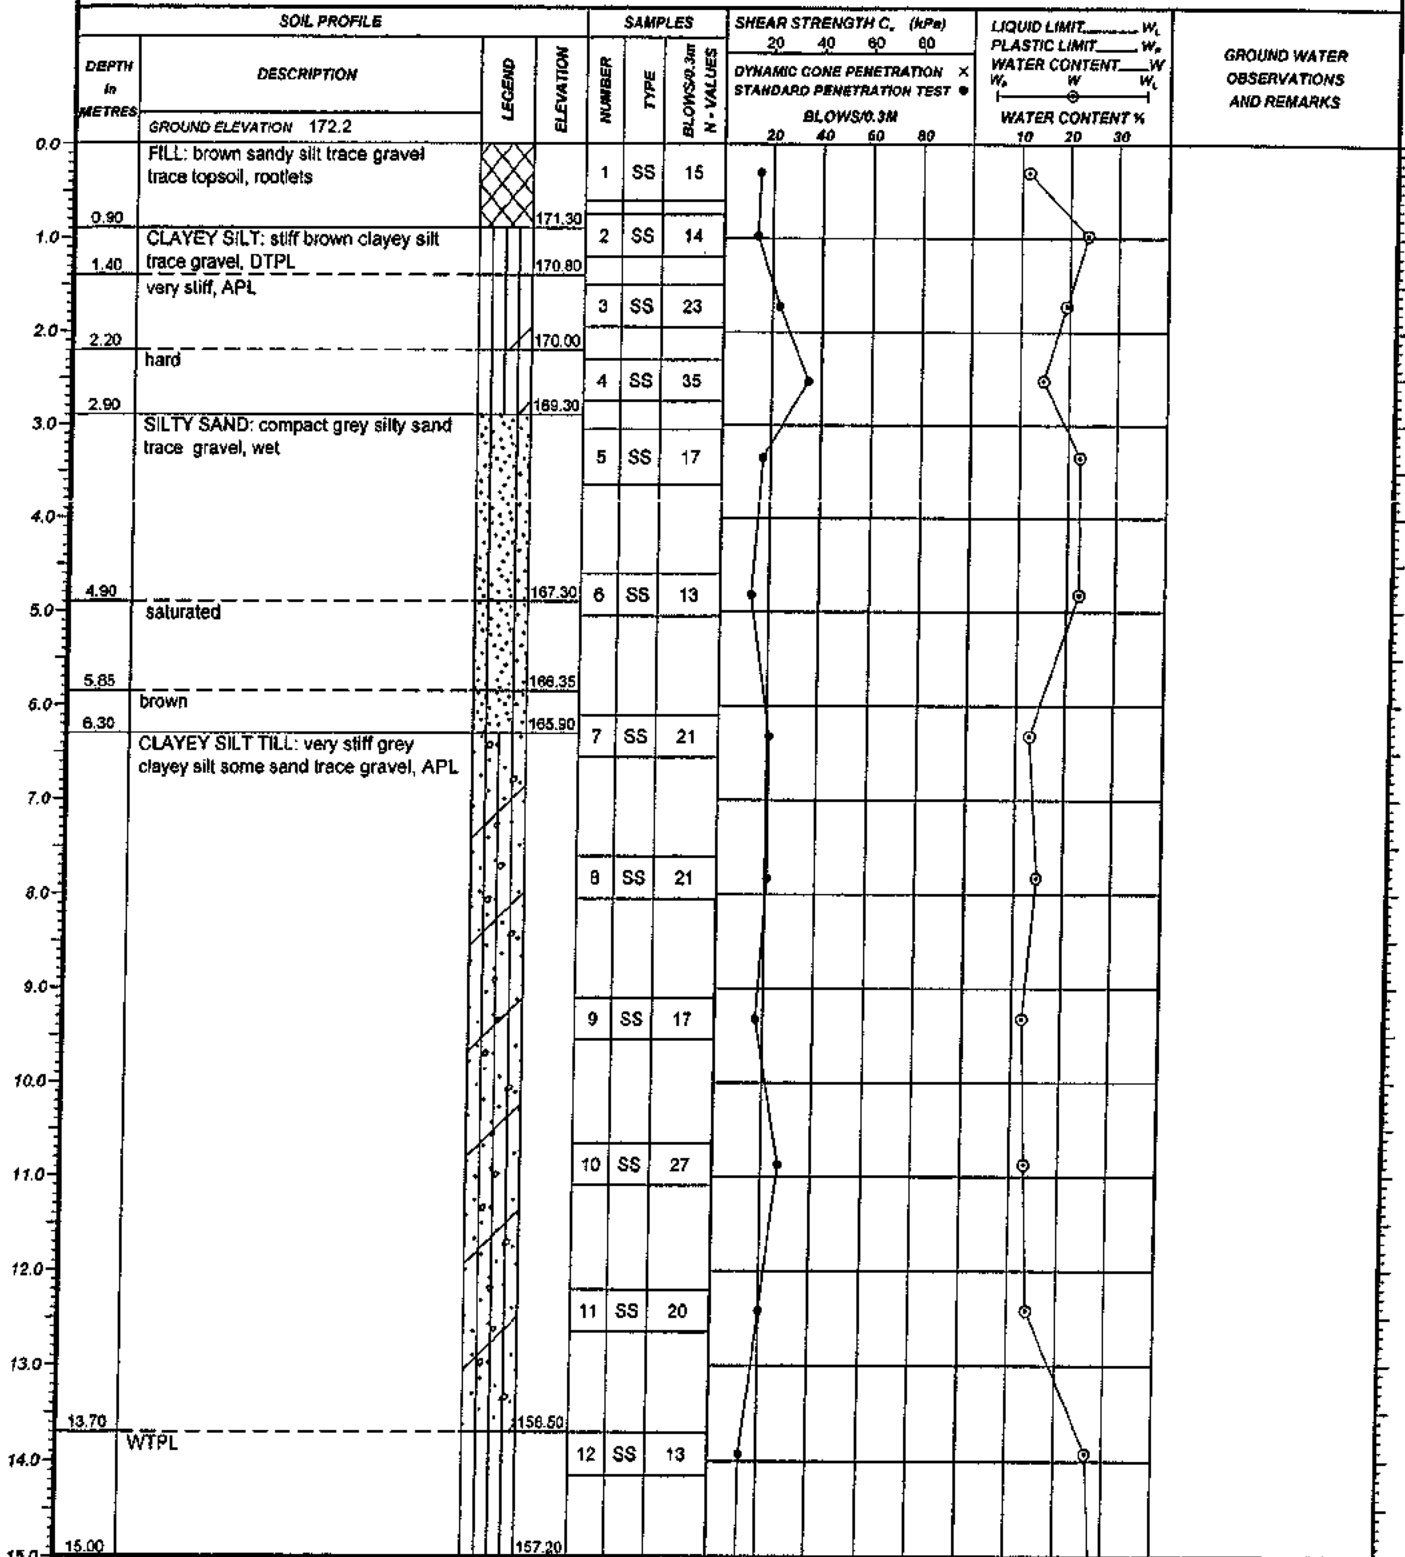 SOIL PROFILE
SAMPLES
SHEAR STRENGTH Cᵤ (kPa)
20 40 60 80
LIQUID LIMIT W_L
PLASTIC LIMIT W_P
WATER CONTENT W
W_P W W_L
GROUND WATER
OBSERVATIONS
AND REMARKS
DEPTH
in
METRES
DESCRIPTION
LEGEND
ELEVATION
NUMBER
TYPE
BLOWS/0.3m
N - VALUES
DYNAMIC CONE PENETRATION ×
STANDARD PENETRATION TEST ●
BLOWS/0.3M
20 40 60 80
WATER CONTENT %
10 20 30
GROUND ELEVATION 172.2
0.0
FILL: brown sandy silt trace gravel
trace topsoil, rootlets
1 SS 15
0.90 171.30
1.0
CLAYEY SILT: stiff brown clayey silt
trace gravel, DTPL
2 SS 14
1.40 170.80
very stiff, APL
3 SS 23
2.0
2.20 170.00
hard
4 SS 35
2.90 169.30
3.0
SILTY SAND: compact grey silty sand
trace gravel, wet
5 SS 17
4.0
4.90 167.30
6 SS 13
5.0
saturated
5.85 166.35
6.0
brown
6.30 165.90
7 SS 21
CLAYEY SILT TILL: very stiff grey
clayey silt some sand trace gravel, APL
7.0
8 SS 21
8.0
9.0
9 SS 17
10.0
10 SS 27
11.0
12.0
11 SS 20
13.0
13.70 158.50
WTPL
12 SS 13
14.0
15.0
15.00 157.20